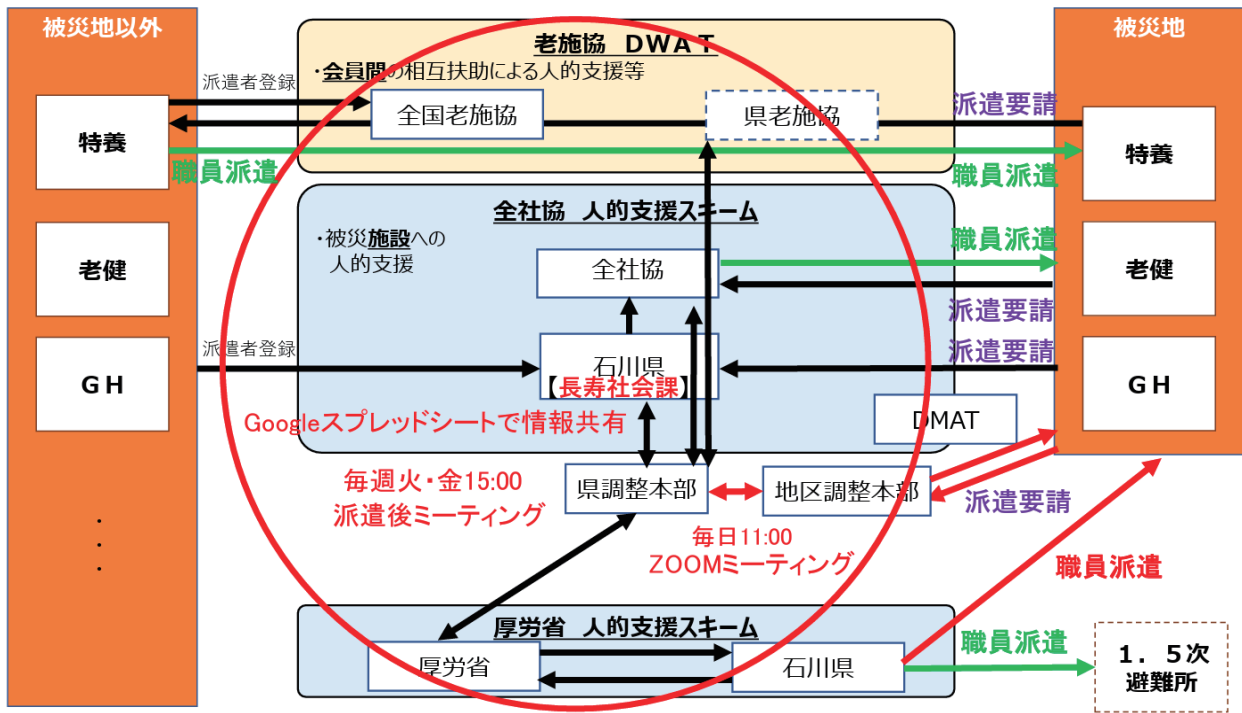 被災地以外
特養
老健
GH
・
・
・
派遣者登録
職員派遣
派遣者登録
老施協 DWAT
・会員間の相互扶助による人的支援等
全国老施協
県老施協
全社協 人的支援スキーム
・被災施設への
人的支援
全社協
石川県
【長寿社会課】
Googleスプレッドシートで情報共有
DMAT
毎週火・金15:00
派遣後ミーティング
県調整本部
地区調整本部
毎日11:00
ZOOMミーティング
厚労省 人的支援スキーム
厚労省
石川県
被災地
派遣要請
特養
職員派遣
職員派遣
老健
派遣要請
派遣要請
GH
派遣要請
職員派遣
職員派遣
1．5次
避難所